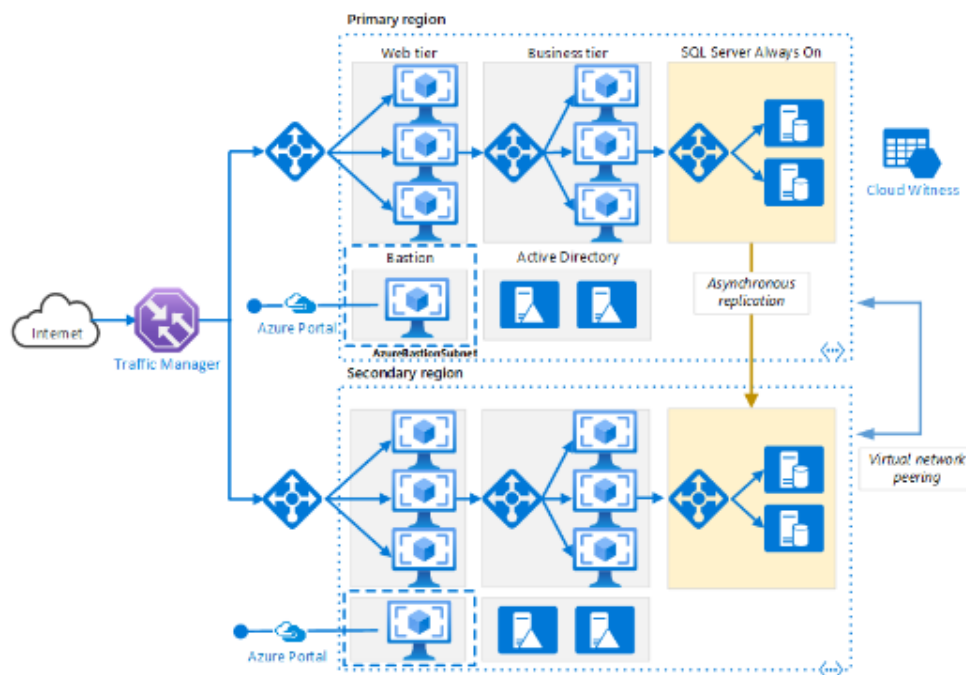 Primary region
Web tier
Business tier
SQL Server Always On
Cloud Witness
Bastion
Active Directory
Asynchronous
replication
Internet
Azure Portal
AzureBastionSubnet
Traffic Manager
Secondary region
Virtual network
peering
Azure Portal